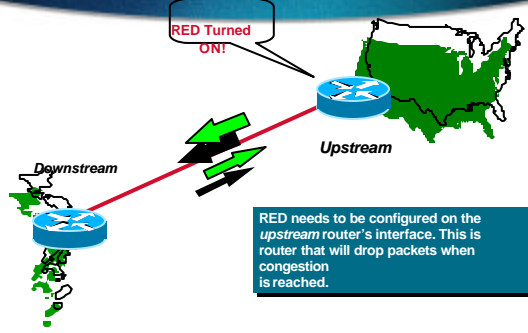 RED Turned
ON!
Upstream
Downstream
RED needs to be configured on the
upstream router's interface. This is
router that will drop packets when
congestion
is reached.